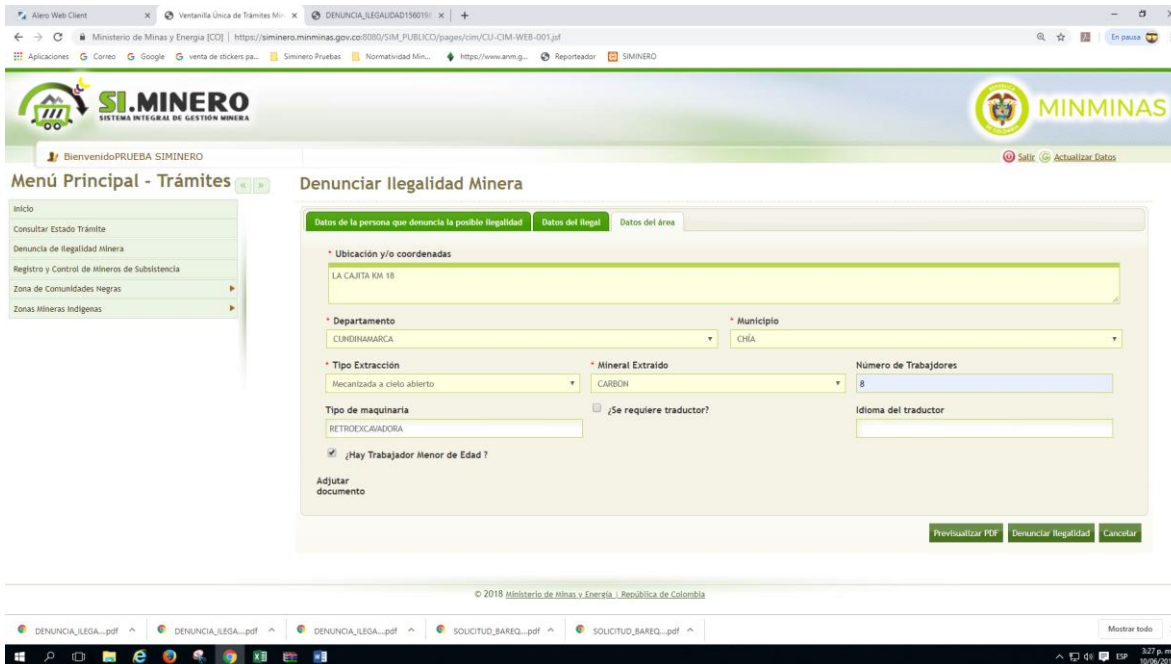 Alero Web Client
Ventanilla Única de Trámites Min
DENUNCIA_ILEGALIDAD1560198
Ministerio de Minas y Energia [CO] | https://siminero.minminas.gov.co:8080/SIM_PUBLICO/pages/cim/CU-CIM-WEB-001.jsf
En pausa
Aplicaciones Correo Google venta de stickers pa... Siminero Pruebas Normatividad Min... https://www.anm.g... Reporteador SIMINERO
SI.MINERO
SISTEMA INTEGRAL DE GESTIÓN MINERA
MINMINAS
BienvenidoPRUEBA SIMINERO
Salir Actualizar Datos
Menú Principal - Trámites
Inicio
Consultar Estado Trámite
Denuncia de Ilegalidad Minera
Registro y Control de Mineros de Subsistencia
Zona de Comunidades Negras
Zonas Mineras Indigenas
Denunciar Ilegalidad Minera
Datos de la persona que denuncia la posible ilegalidad Datos del ilegal Datos del área
* Ubicación y/o coordenadas
LA CAJITA KM 18
* Departamento * Municipio
CUNDINAMARCA CHÍA
* Tipo Extracción * Mineral Extraído Número de Trabajdores
Mecanizada a cielo abierto CARBON 8
Tipo de maquinaria ¿Se requiere traductor? Idioma del traductor
RETROEXCAVADORA
¿Hay Trabajador Menor de Edad ?
Adjutar
documento
Previsualizar PDF Denunciar Ilegalidad Cancelar
© 2018 Ministerio de Minas y Energía | República de Colombia
DENUNCIA_ILEGA....pdf DENUNCIA_ILEGA....pdf DENUNCIA_ILEGA....pdf SOLICITUD_BAREQ....pdf SOLICITUD_BAREQ....pdf Mostrar todo
ESP 3:27 p. m.